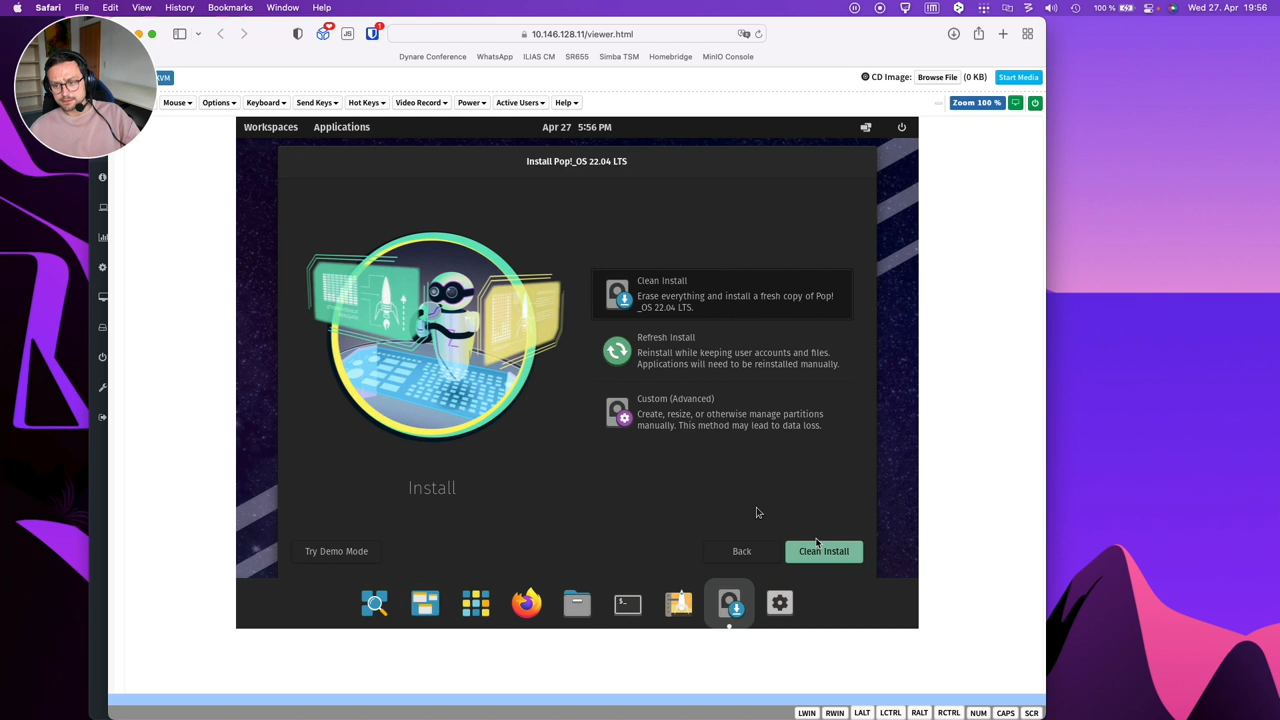 Safari File Edit View History Bookmarks Window Help
100 % Wed 27. Apr 19:56
10.146.128.11/viewer.html
1
JS
Dynare Conference WhatsApp ILIAS CM SR655 Simba TSM Homebridge MinIO Console
KVM
CD Image: Browse File (0 KB) Start Media
Mouse Options Keyboard Send Keys Hot Keys Video Record Power Active Users Help
Zoom 100 %
Workspaces Applications Apr 27 5:56 PM
Install Pop!_OS 22.04 LTS
Clean Install
Erase everything and install a fresh copy of Pop!
_OS 22.04 LTS.
Refresh Install
Reinstall while keeping user accounts and files.
Applications will need to be reinstalled manually.
Custom (Advanced)
Create, resize, or otherwise manage partitions
manually. This method may lead to data loss.
Install
Try Demo Mode Back Clean Install
$_
LWIN RWIN LALT LCTRL RALT RCTRL NUM CAPS SCR